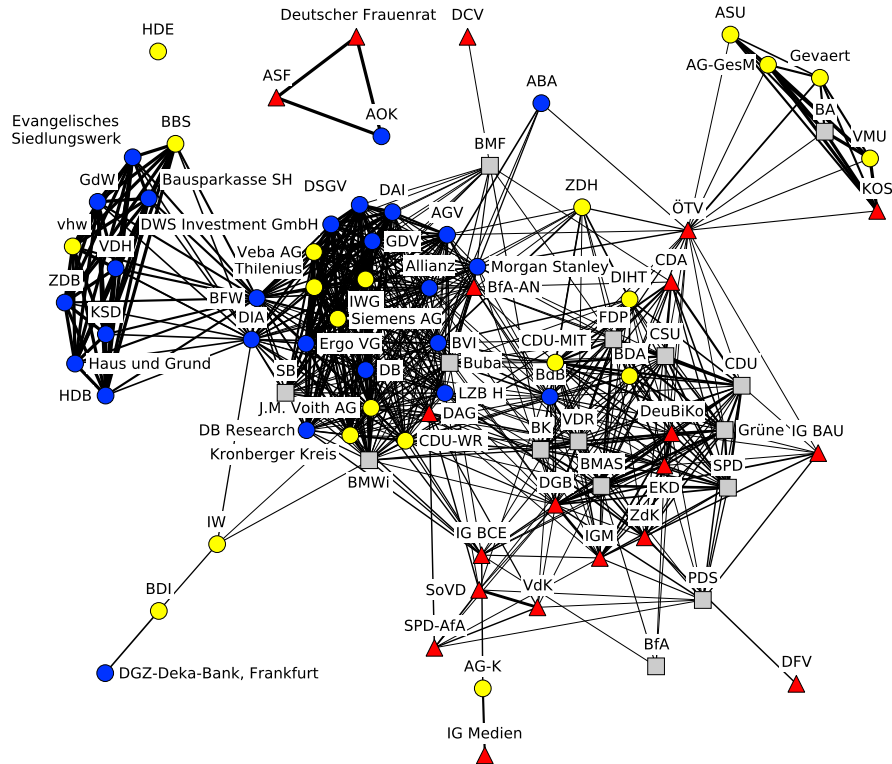 HDE
Deutscher Frauenrat
DCV
ASU
AG-GesM
Gevaert
ASF
AOK
ABA
BA
VMU
KOS
Evangelisches
Siedlungswerk
BBS
BMF
GdW
Bausparkasse SH
DSGV
DAI
AGV
ZDH
ÖTV
vhw
DWS Investment GmbH
VDH
Veba AG
GDV
Thilenius
Allianz
Morgan Stanley
CDA
ZDB
BFW
IWG
BfA-AN
DIHT
KSD
DIA
Siemens AG
FDP
CSU
Haus und Grund
Ergo VG
BVI
CDU-MIT
BDA
CDU
HDB
SB
DB
Buba
BdB
J.M. Voith AG
LZB H
DAG
VDR
DeuBiKo
DB Research
BK
Grüne
IG BAU
Kronberger Kreis
CDU-WR
BMWi
BMAS
SPD
DGB
EKD
IW
IG BCE
IGM
ZdK
BDI
SoVD
VdK
PDS
SPD-AfA
DGZ-Deka-Bank, Frankfurt
AG-K
BfA
DFV
IG Medien